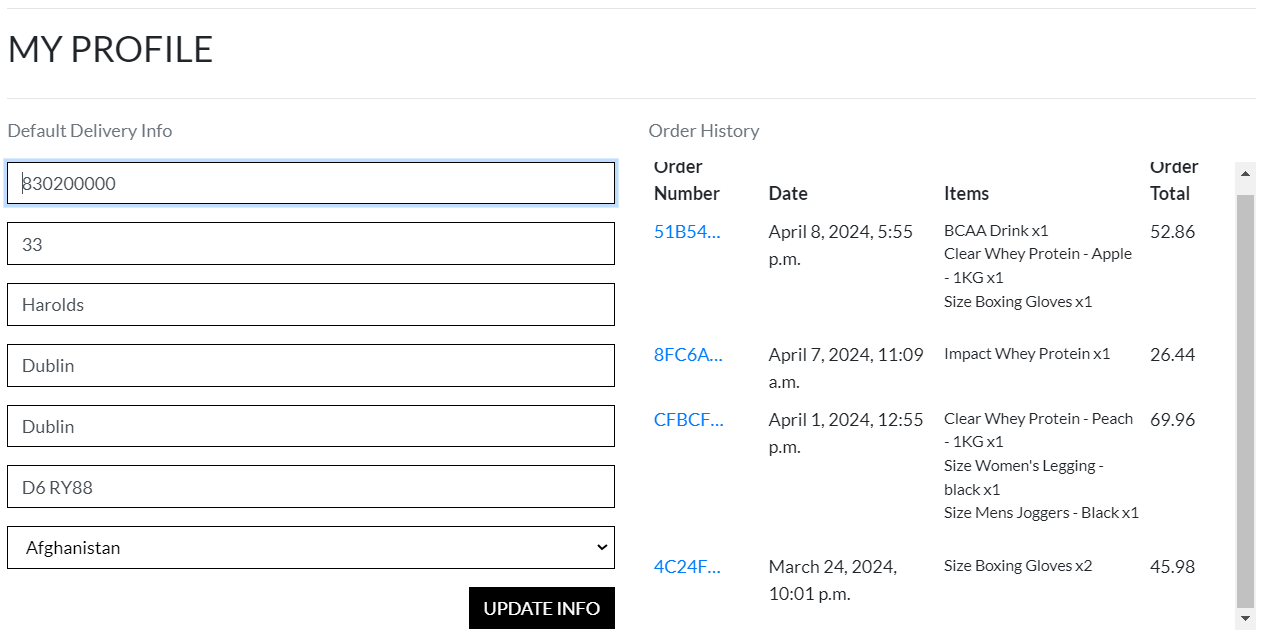 MY PROFILE
Default Delivery Info
830200000
33
Harolds
Dublin
Dublin
D6 RY88
Afghanistan
UPDATE INFO
Order History
Order
Number
Date
Items
Order
Total
51B54...
April 8, 2024, 5:55
p.m.
BCAA Drink x1
Clear Whey Protein - Apple
- 1KG x1
Size Boxing Gloves x1
52.86
8FC6A...
April 7, 2024, 11:09
a.m.
Impact Whey Protein x1
26.44
CFBCF...
April 1, 2024, 12:55
p.m.
Clear Whey Protein - Peach
- 1KG x1
Size Women's Legging -
black x1
Size Mens Joggers - Black x1
69.96
4C24F...
March 24, 2024,
10:01 p.m.
Size Boxing Gloves x2
45.98